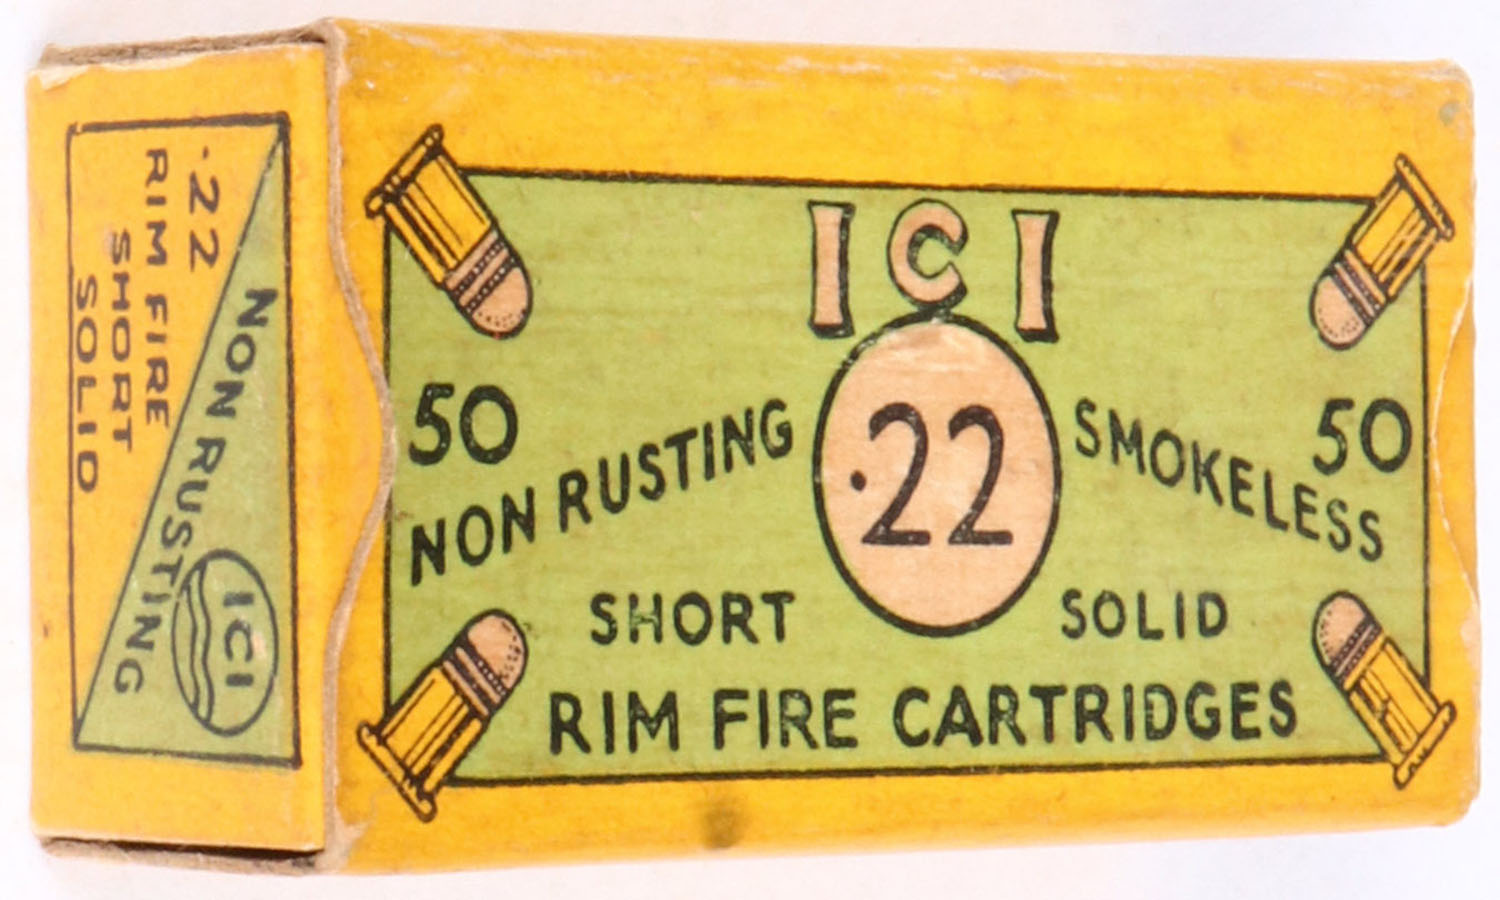 ICI
50 50
NON RUSTING .22 SMOKELESS
SHORT SOLID
RIM FIRE CARTRIDGES
.22
RIM FIRE
SHORT
SOLID
NON RUSTING
ICI